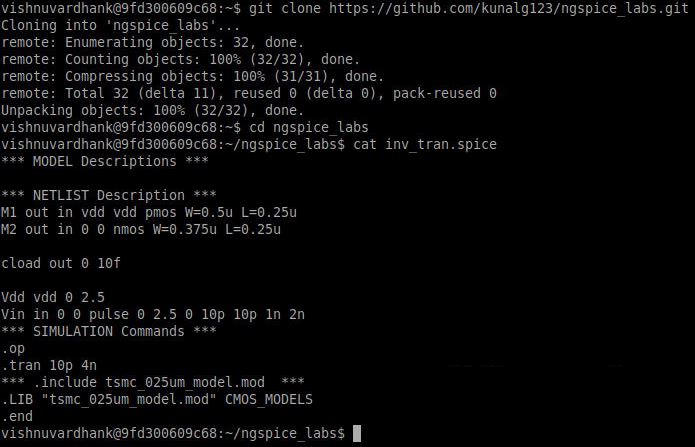 vishnuvardhank@9fd300609c68:~$ git clone https://github.com/kunalg123/ngspice_labs.git
Cloning into 'ngspice_labs'...
remote: Enumerating objects: 32, done.
remote: Counting objects: 100% (32/32), done.
remote: Compressing objects: 100% (31/31), done.
remote: Total 32 (delta 11), reused 0 (delta 0), pack-reused 0
Unpacking objects: 100% (32/32), done.
vishnuvardhank@9fd300609c68:~$ cd ngspice_labs
vishnuvardhank@9fd300609c68:~/ngspice_labs$ cat inv_tran.spice
*** MODEL Descriptions ***
*** NETLIST Description ***
M1 out in vdd vdd pmos W=0.5u L=0.25u
M2 out in 0 0 nmos W=0.375u L=0.25u
cload out 0 10f
Vdd vdd 0 2.5
Vin in 0 0 pulse 0 2.5 0 10p 10p 1n 2n
*** SIMULATION Commands ***
.op
.tran 10p 4n
*** .include tsmc_025um_model.mod  ***
.LIB "tsmc_025um_model.mod" CMOS_MODELS
.end
vishnuvardhank@9fd300609c68:~/ngspice_labs$